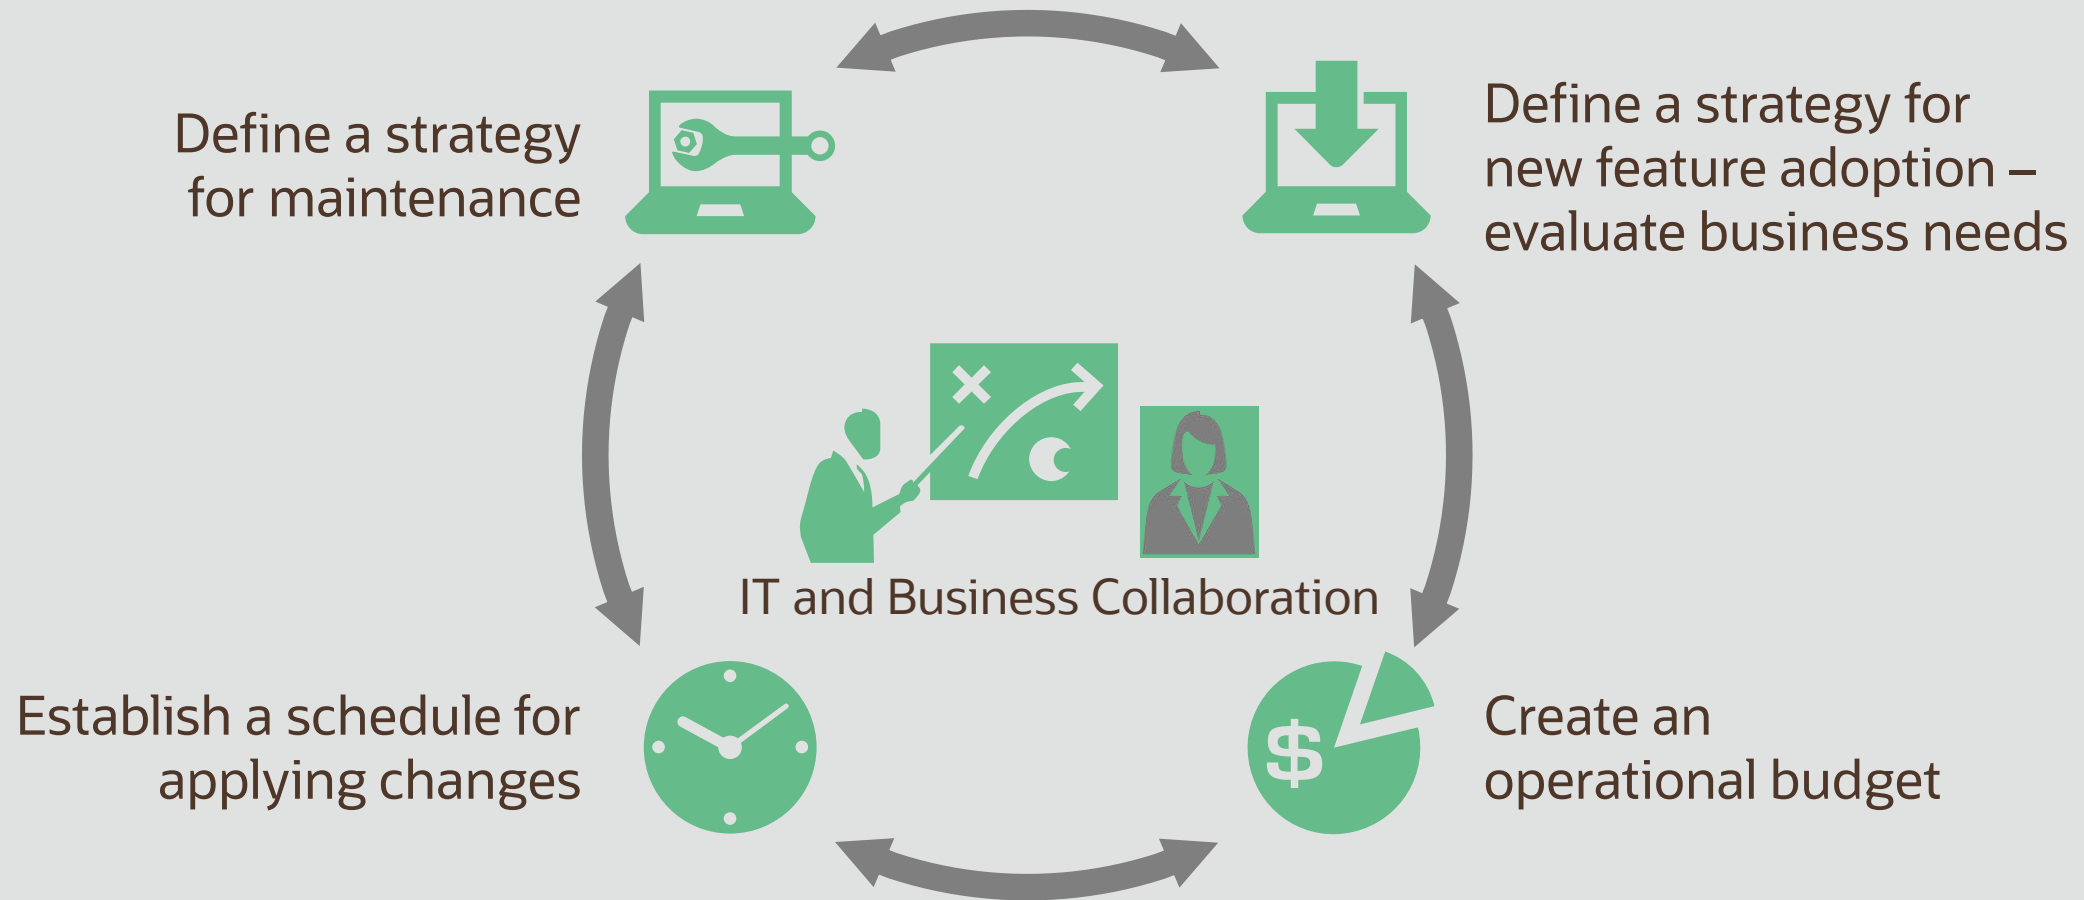 Define a strategy
for maintenance
Define a strategy for
new feature adoption –
evaluate business needs
IT and Business Collaboration
Establish a schedule for
applying changes
$
Create an
operational budget